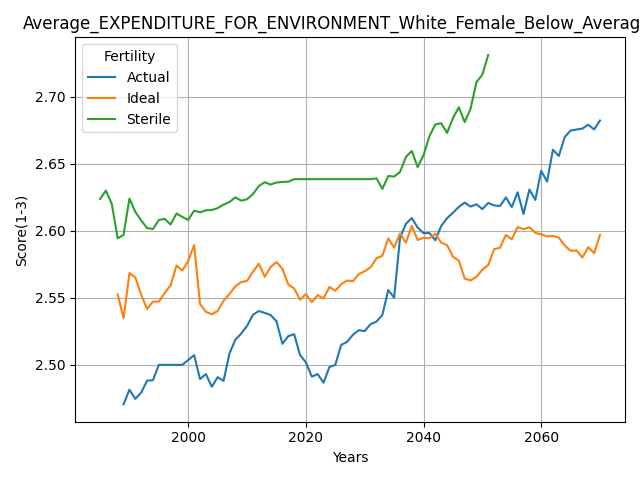 Average_EXPENDITURE_FOR_ENVIRONMENT_White_Female_Below_Averag
Fertility
Actual
Ideal
Sterile
Score(1-3)
2.70
2.65
2.60
2.55
2.50
2000
2020
2040
2060
Years